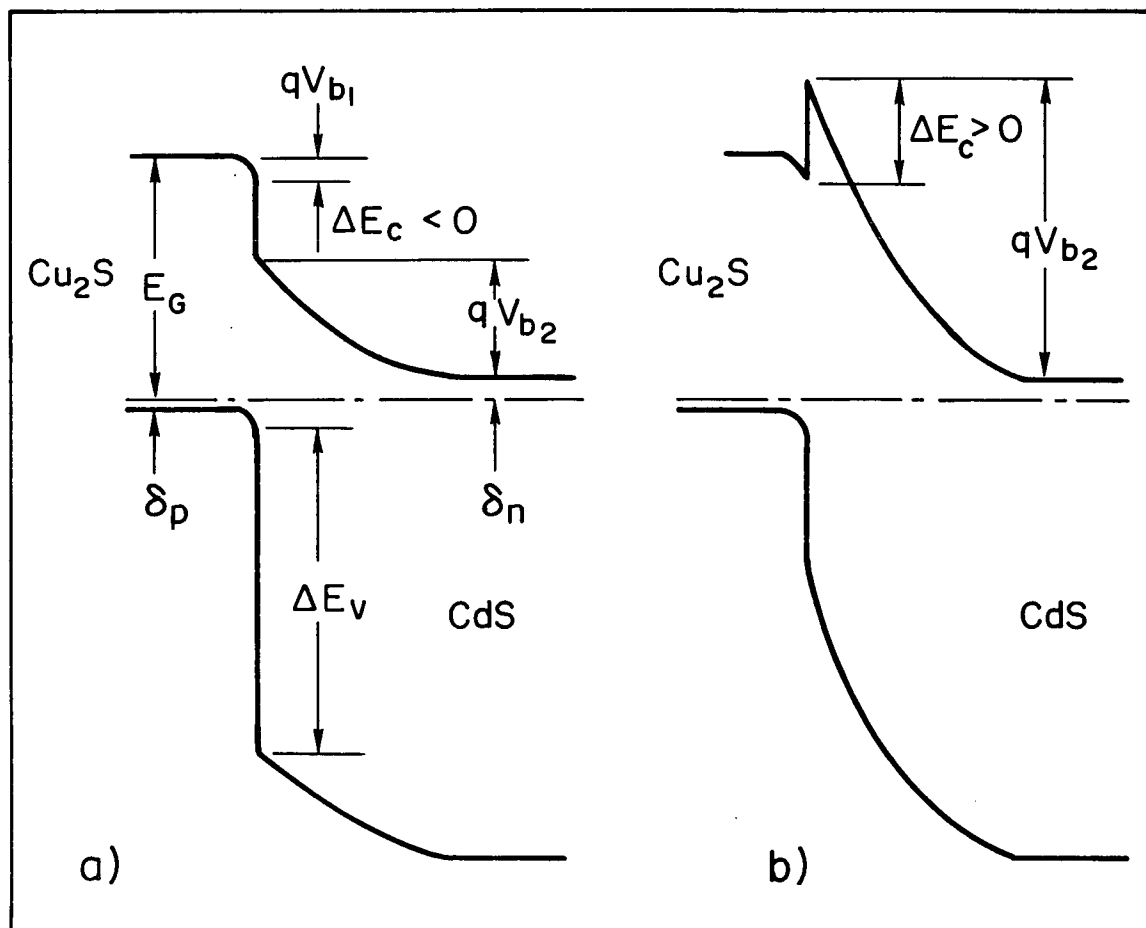 qV_b1
ΔE_c < 0
Cu₂S
E_G
qV_b2
δ_p
δ_n
ΔE_v
CdS
a)
ΔE_c > 0
qV_b2
Cu₂S
CdS
b)